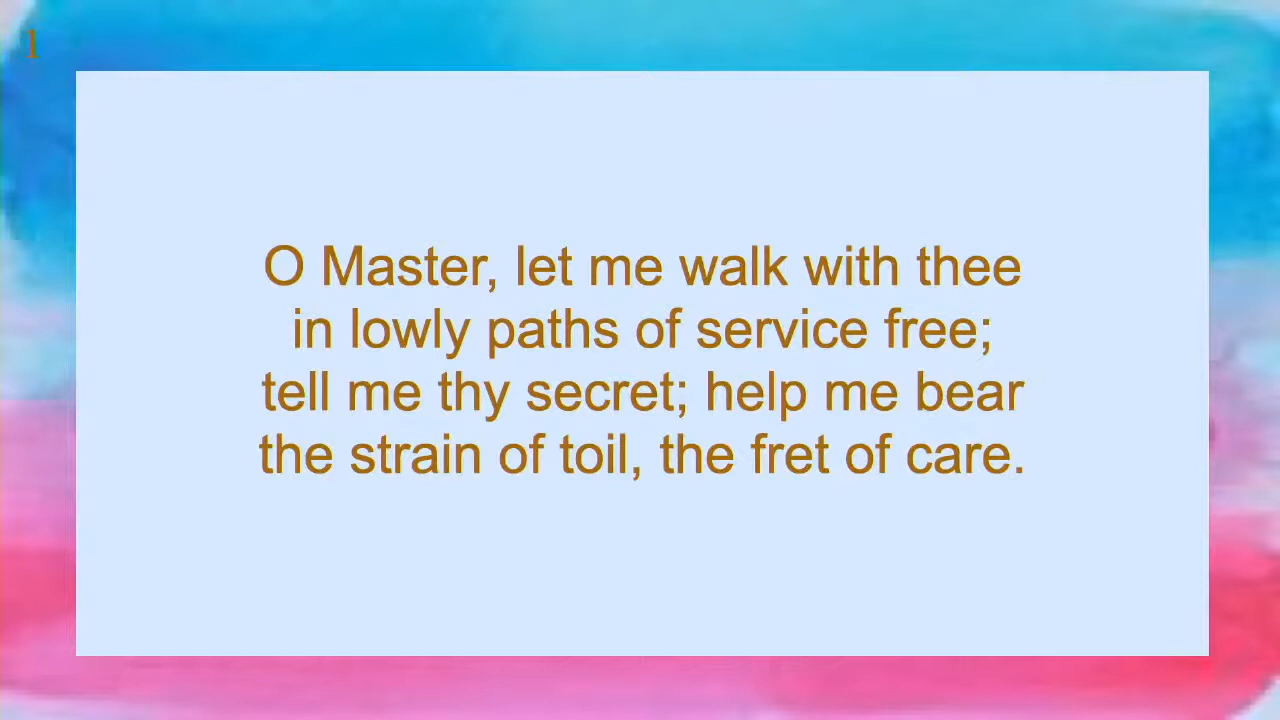 1
O Master, let me walk with thee
in lowly paths of service free;
tell me thy secret; help me bear
the strain of toil, the fret of care.